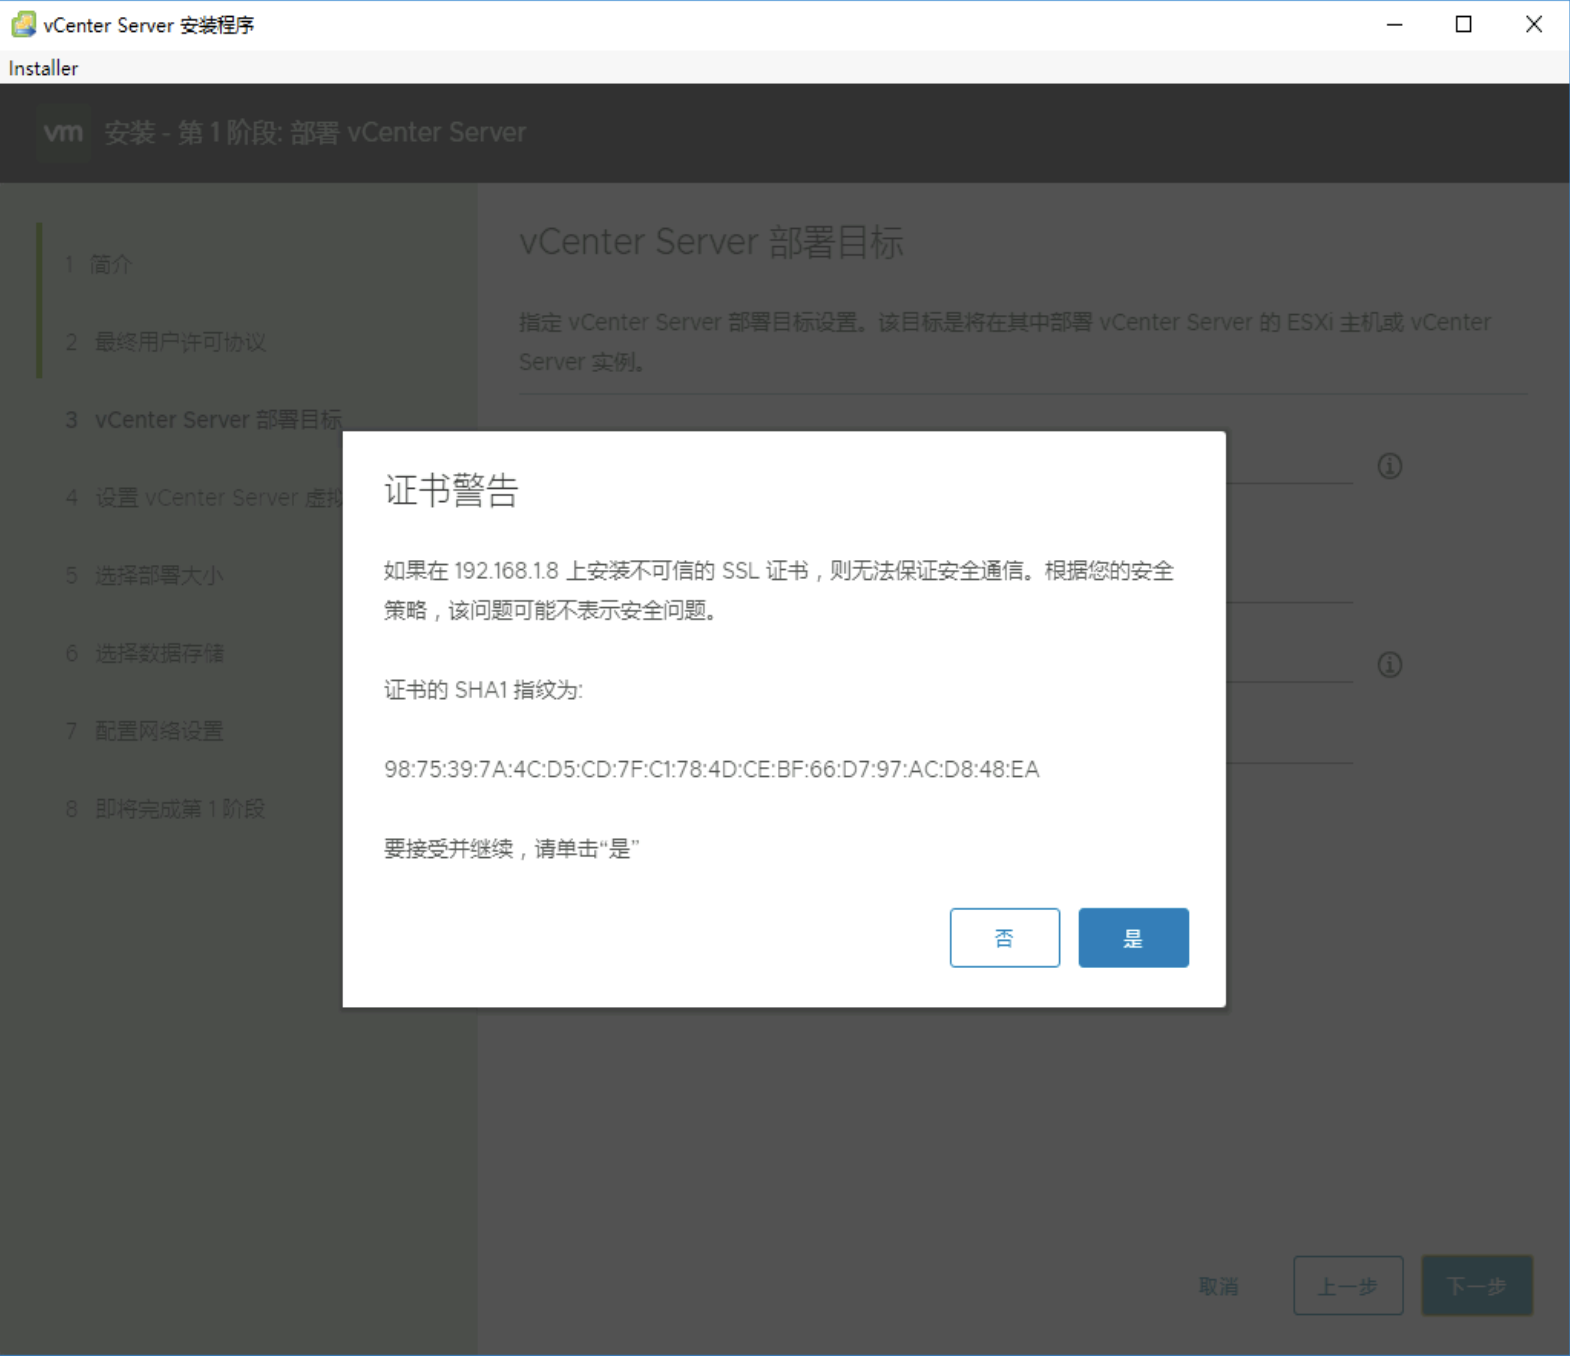 vCenter Server 安装程序
Installer
vm 安装 - 第 1 阶段: 部署 vCenter Server
1 简介
2 最终用户许可协议
3 vCenter Server 部署目标
4 设置 vCenter Server 虚拟
5 选择部署大小
6 选择数据存储
7 配置网络设置
8 即将完成第 1 阶段
vCenter Server 部署目标
指定 vCenter Server 部署目标设置。该目标是将在其中部署 vCenter Server 的 ESXi 主机或 vCenter
Server 实例。
证书警告
如果在 192.168.1.8 上安装不可信的 SSL 证书，则无法保证安全通信。根据您的安全
策略，该问题可能不表示安全问题。
证书的 SHA1 指纹为:
98:75:39:7A:4C:D5:CD:7F:C1:78:4D:CE:BF:66:D7:97:AC:D8:48:EA
要接受并继续，请单击“是”
否
是
取消
上一步
下一步